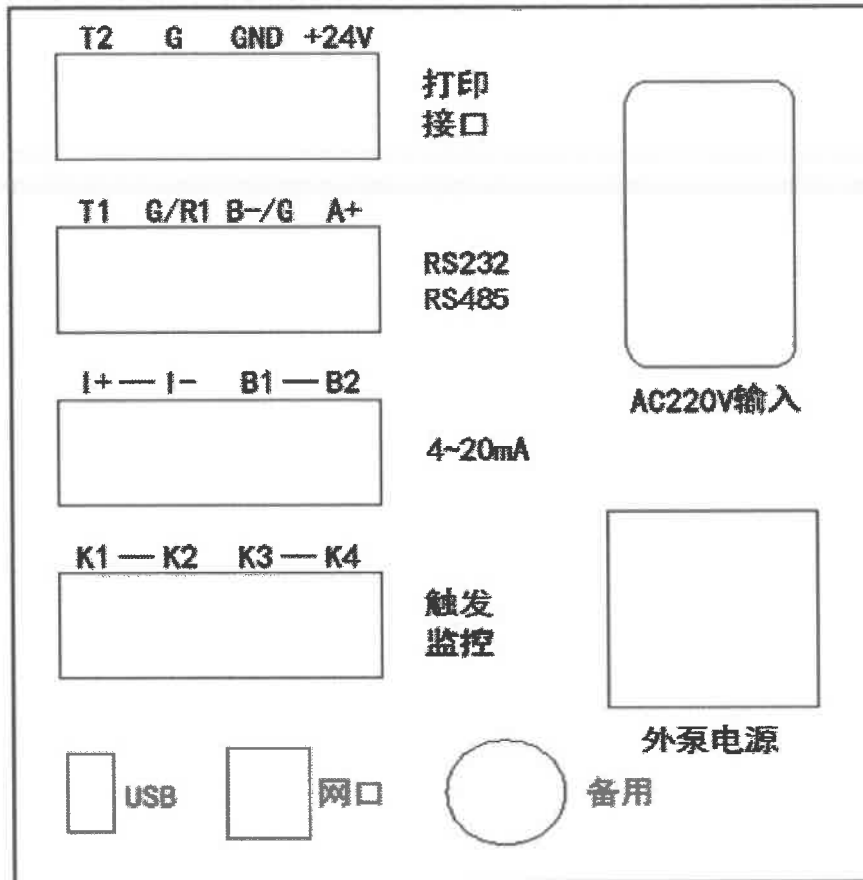 T2 G GND +24V
打印
接口
T1 G/R1 B-/G A+
RS232
RS485
I+ — I- B1 — B2
AC220V输入
4~20mA
K1 — K2 K3 — K4
触发
监控
外泵电源
USB 网口 备用